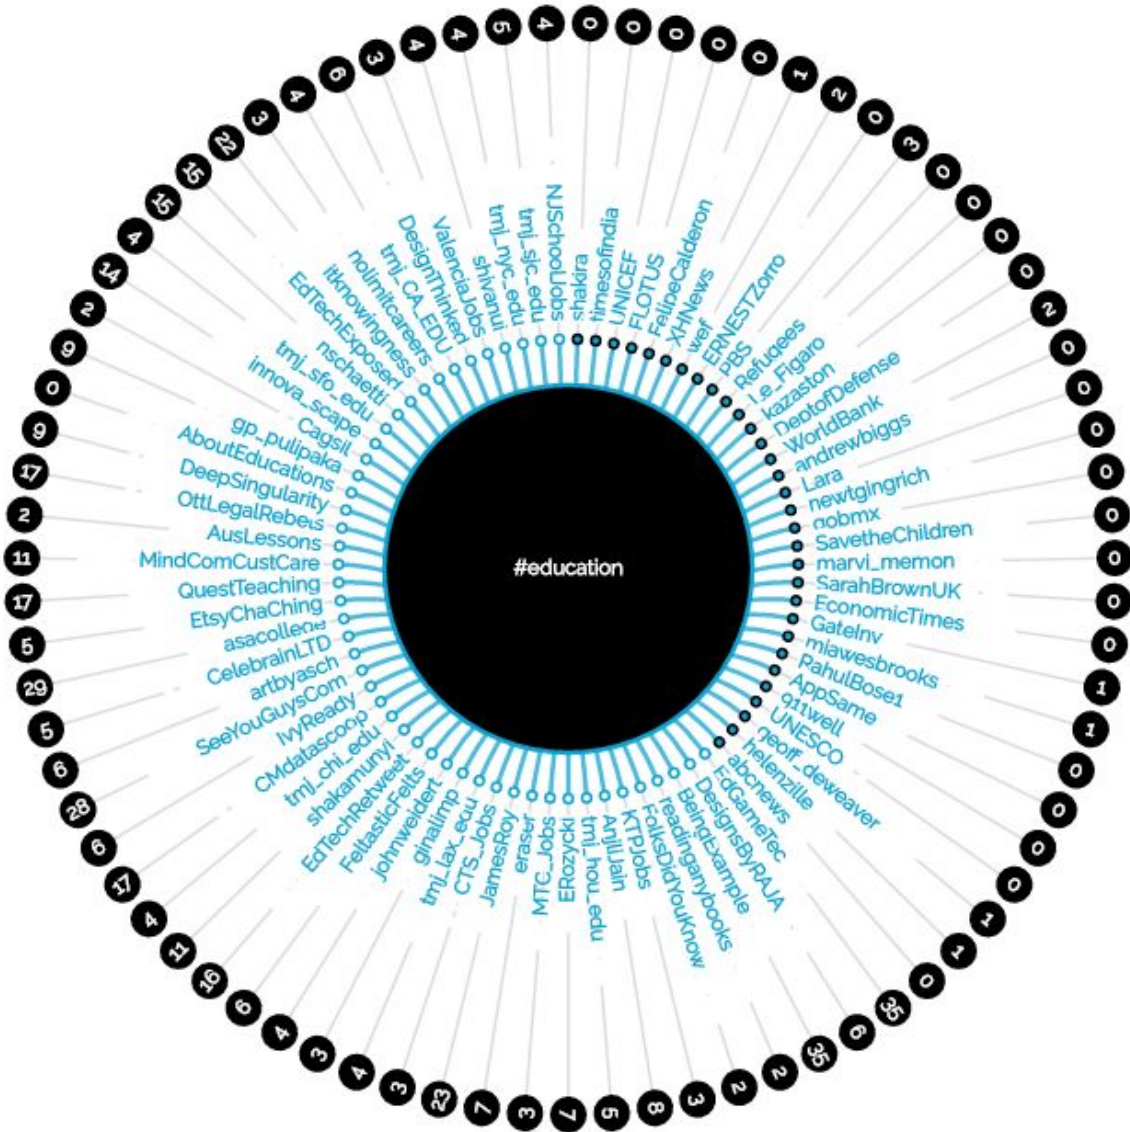 #education
shakira
timesofindia
UNICEF
FLOTUS
FelipeCalderon
XHNews
wef
ERNESTZorro
PBS
Refugees
Le_Figaro
kazaston
DeptofDefense
WorldBank
andrewbiggs
Lara
newtgingrich
gobmx
SavetheChildren
marvi_memon
SarahBrownUK
EconomicTimes
GateInv
miawesbrooks
RahulBose1
AppSame
911well
UNESCO
geoff_deweaver
helenzille
abcnews
EdGameTec
DesignsByRAJA
BeingExample
readinganybooks
FolksDidYouKnow
KTPJobs
AnjliJain
tmj_hou_edu
ERozycki
MTC_Jobs
eraser
JamesRoy
CTS_Jobs
tmj_lax_edu
ginalimp
johnweidert
FeltasticFelts
EdTechRetweet
shakamunyi
tmj_chi_edu
CMdatascoop
IvyReady
SeeYouGuysCom
artbyasch
CelebrainLTD
asacollege
EtsyChaChing
QuestTeaching
MindComCustCare
AusLessons
OttLegalRebels
DeepSingularity
AboutEducations
gp_pulipaka
Cagsil
innova_scape
tmj_sfo_edu
nschaetti
EdTechExposed
itknowingness
nolimitcareers
tmj_CA_EDU
DesignThinked
ValenciaJobs
shivanui
tmj_nyc_edu
tmj_sjc_edu
NJSchoolJobs
0
0
0
0
0
1
2
0
3
0
0
0
0
2
0
0
0
0
0
0
0
0
1
1
0
0
0
0
1
1
0
35
6
35
2
2
3
8
5
7
3
7
23
3
4
3
4
6
16
11
4
17
6
28
6
5
29
5
17
11
2
17
9
0
9
2
14
4
15
15
22
3
4
6
3
4
4
5
4